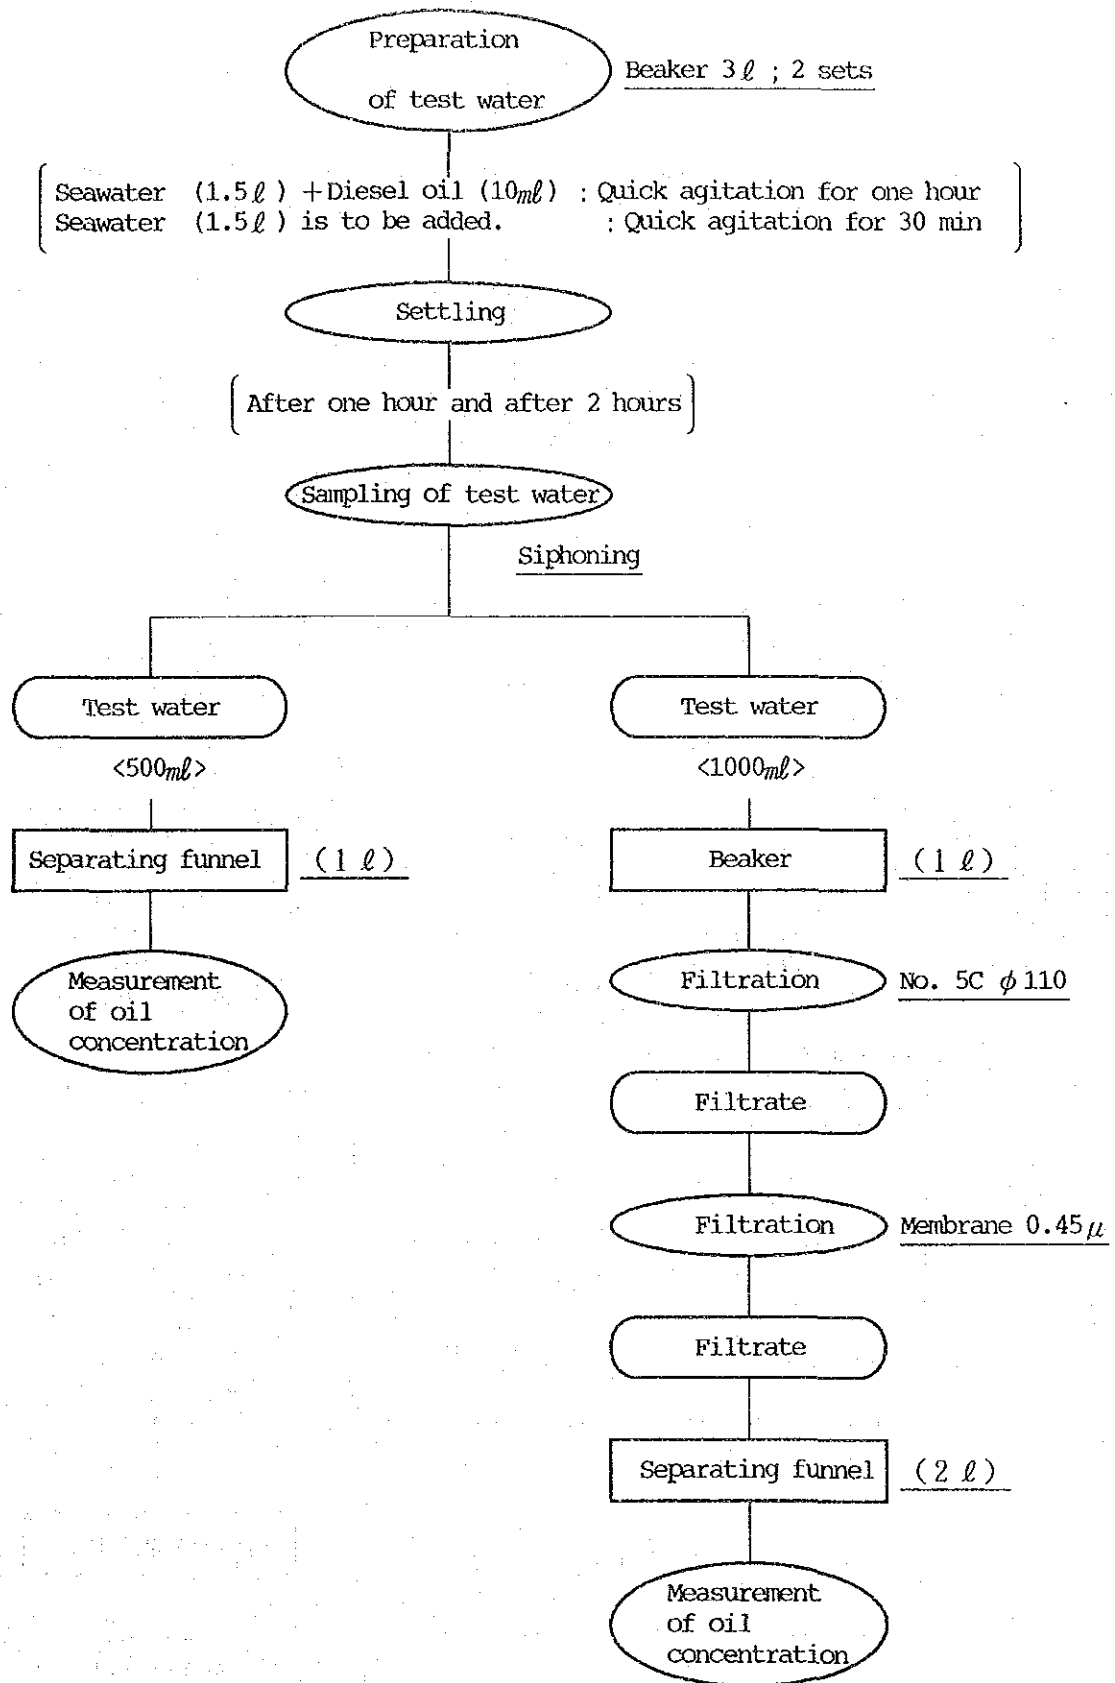 Preparation
of test water
Beaker 3ℓ ; 2 sets
Seawater (1.5ℓ) +Diesel oil (10mℓ) : Quick agitation for one hour
Seawater (1.5ℓ) is to be added. : Quick agitation for 30 min
Settling
After one hour and after 2 hours
Sampling of test water
Siphoning
Test water
<500mℓ>
Separating funnel (1 ℓ)
Measurement
of oil
concentration
Test water
<1000mℓ>
Beaker (1 ℓ)
Filtration No. 5C φ110
Filtrate
Filtration Membrane 0.45μ
Filtrate
Separating funnel (2 ℓ)
Measurement
of oil
concentration